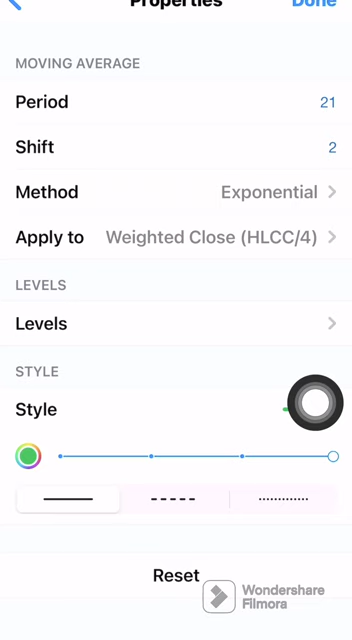 Properties
Done
MOVING AVERAGE
Period 21
Shift 2
Method Exponential
Apply to Weighted Close (HLCC/4)
LEVELS
Levels
STYLE
Style
Reset
Wondershare
Filmora